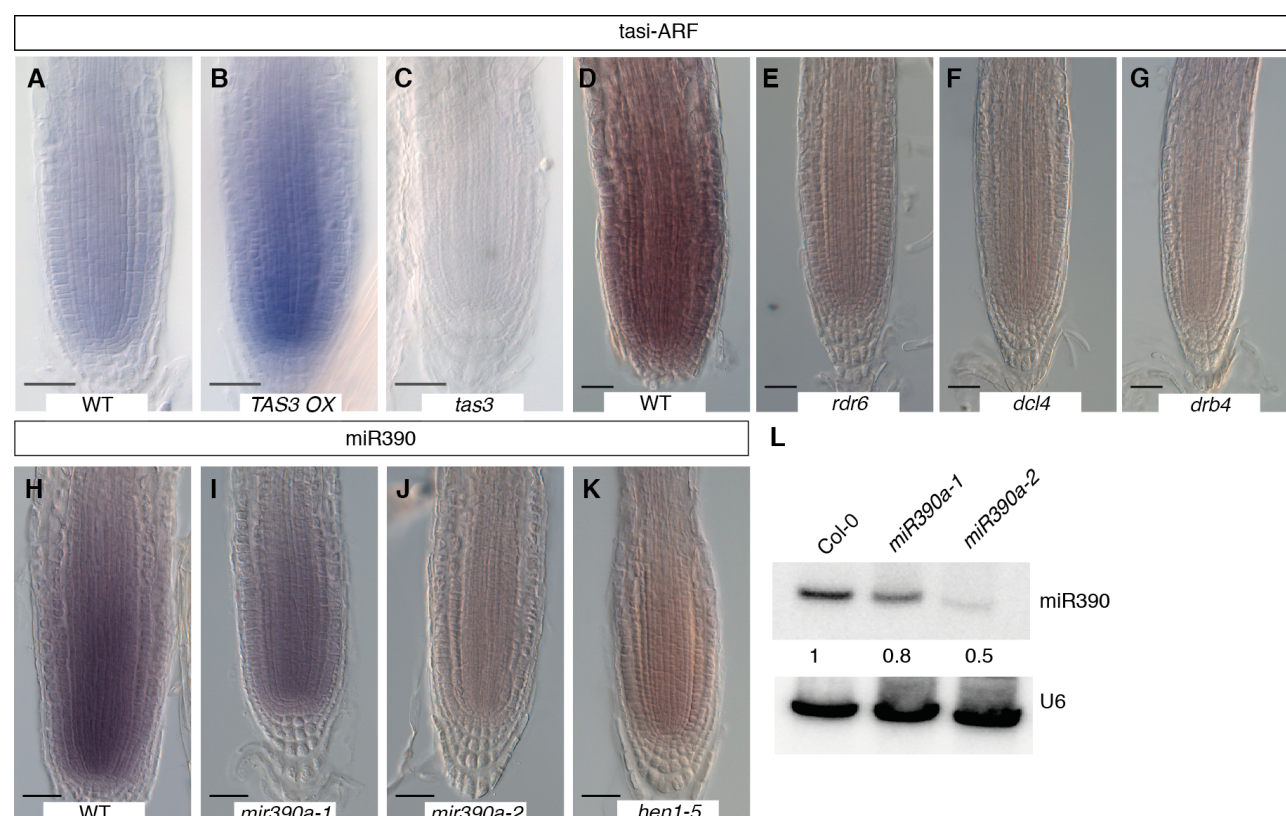 tasi-ARF
A B C D E F G
WT TAS3 OX tas3 WT rdr6 dcl4 drb4
miR390
L
H I J K
Col-0 miR390a-1 miR390a-2
miR390
1 0.8 0.5
U6
WT mir390a-1 mir390a-2 hen1-5